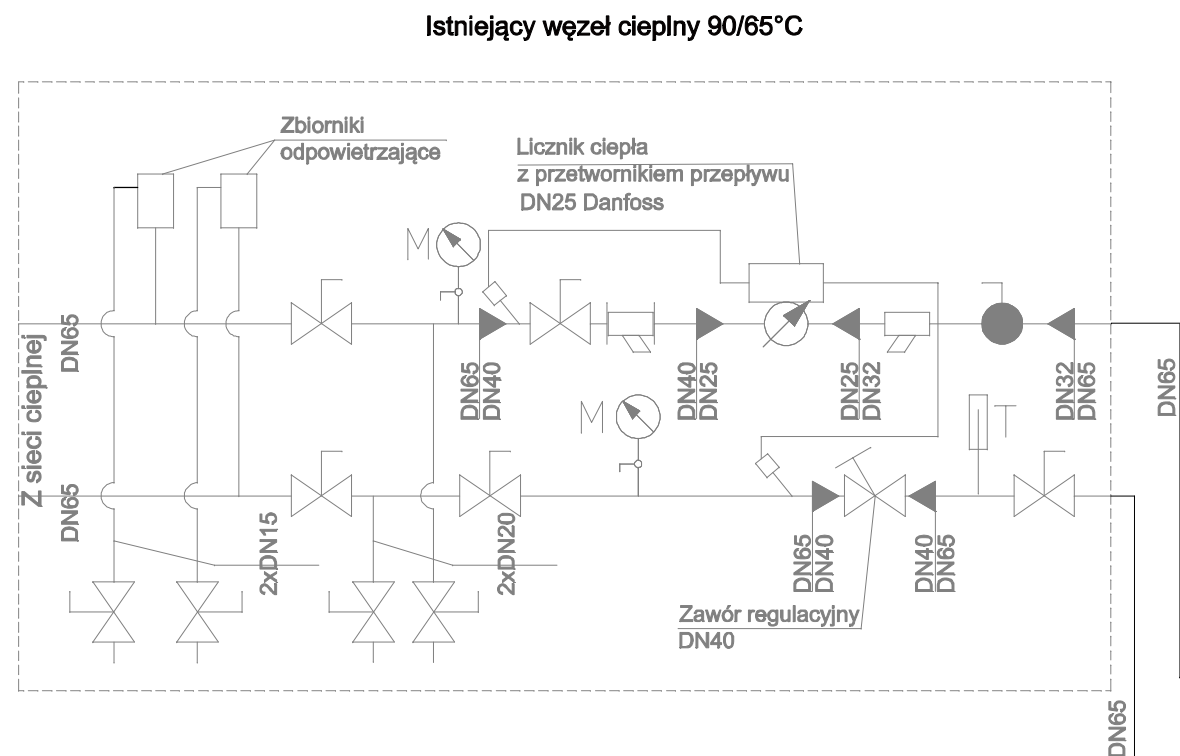 Istniejący węzeł cieplny 90/65°C
Zbiorniki
odpowietrzające
Licznik ciepła
z przetwornikiem przepływu
DN25 Danfoss
M
Z sieci cieplnej
DN65
DN65
DN40
DN40
DN25
DN25
DN32
DN32
DN65
DN65
M
T
DN65
2xDN15
2xDN20
DN65
DN40
DN40
DN65
Zawór regulacyjny
DN40
DN65